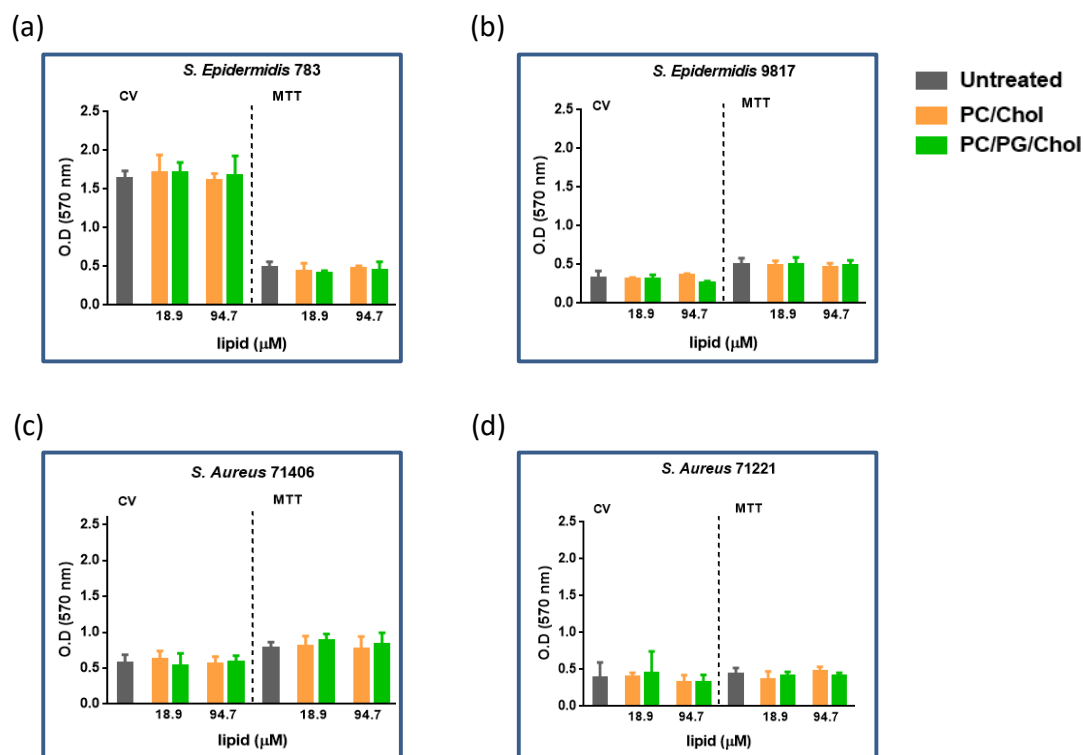 (a)
S. Epidermidis 783
CV
MTT
2.5
2.0
1.5
1.0
0.5
0.0
O.D (570 nm)
18.9 94.7 18.9 94.7
lipid (μM)
(b)
S. Epidermidis 9817
CV
MTT
2.5
2.0
1.5
1.0
0.5
0.0
O.D (570 nm)
18.9 94.7 18.9 94.7
lipid (μM)
Untreated
PC/Chol
PC/PG/Chol
(c)
S. Aureus 71406
CV
MTT
2.5
2.0
1.5
1.0
0.5
0.0
O.D (570 nm)
18.9 94.7 18.9 94.7
lipid (μM)
(d)
S. Aureus 71221
CV
MTT
2.5
2.0
1.5
1.0
0.5
0.0
O.D (570 nm)
18.9 94.7 18.9 94.7
lipid (μM)